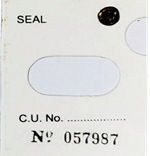 SEAL
C.U. No. ................
Nº 057987